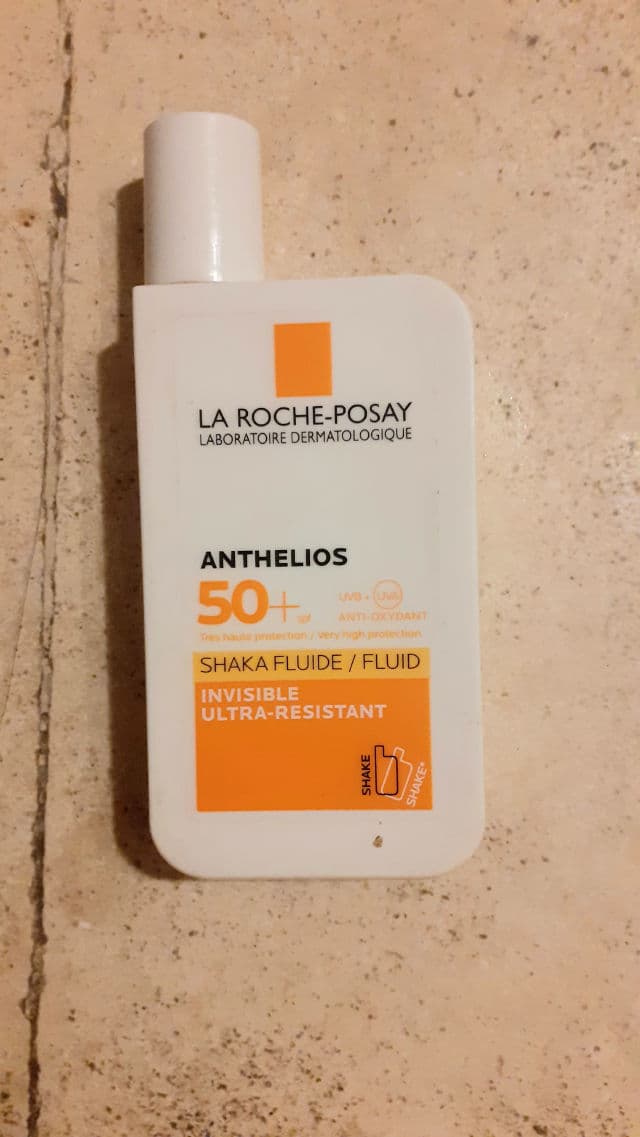 LA ROCHE-POSAY
LABORATOIRE DERMATOLOGIQUE
ANTHELIOS
50+ spf
UVB + UVA
ANTI-OXYDANT
Très haute protection / Very high protection
SHAKA FLUIDE / FLUID
INVISIBLE
ULTRA-RESISTANT
SHAKE
SHAKE*